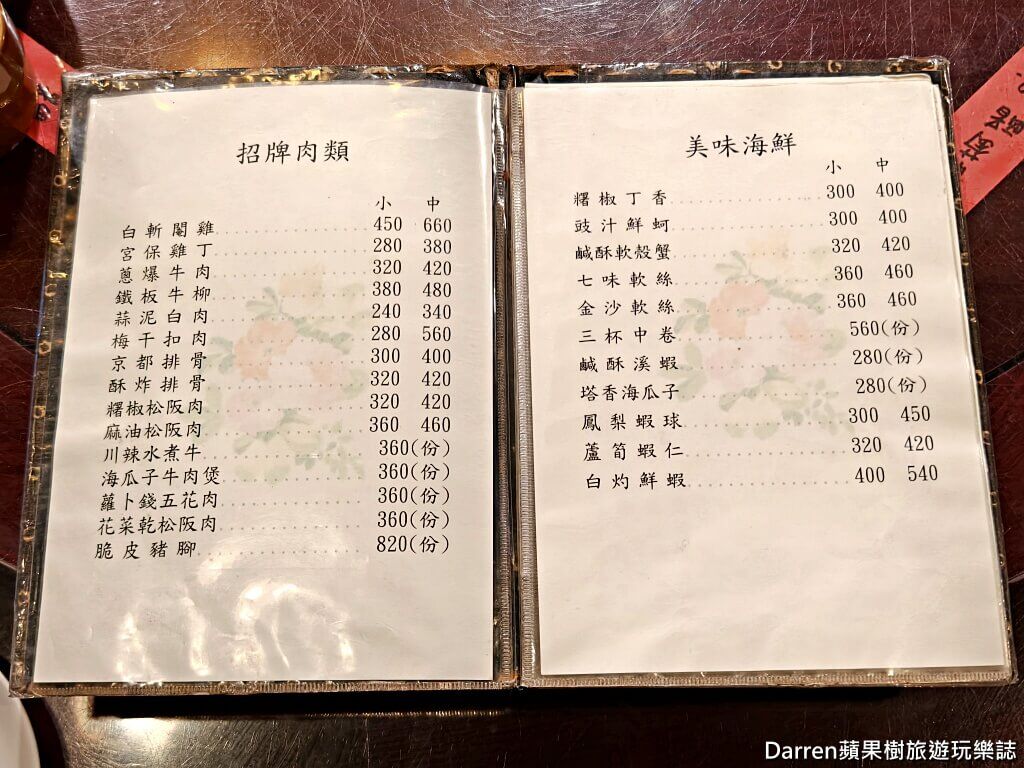 招牌肉類
小 中
白斬閹雞 450 660
宮保雞丁 280 380
蔥爆牛肉 320 420
鐵板牛柳 380 480
蒜泥白肉 240 340
梅干扣肉 280 560
京都排骨 300 400
酥炸排骨 320 420
糬椒松阪肉 320 420
麻油松阪肉 360 460
川辣水煮牛 360(份)
海瓜子牛肉煲 360(份)
蘿卜錢五花肉 360(份)
花菜乾松阪肉 360(份)
脆皮豬腳 820(份)
美味海鮮
小 中
糬椒丁香 300 400
豉汁鮮蚵 300 400
鹹酥軟殼蟹 320 420
七味軟絲 360 460
金沙軟絲 360 460
三杯中卷 560(份)
鹹酥溪蝦 280(份)
塔香海瓜子 280(份)
鳳梨蝦球 300 450
蘆筍蝦仁 320 420
白灼鮮蝦 400 540
Darren蘋果樹旅遊玩樂誌